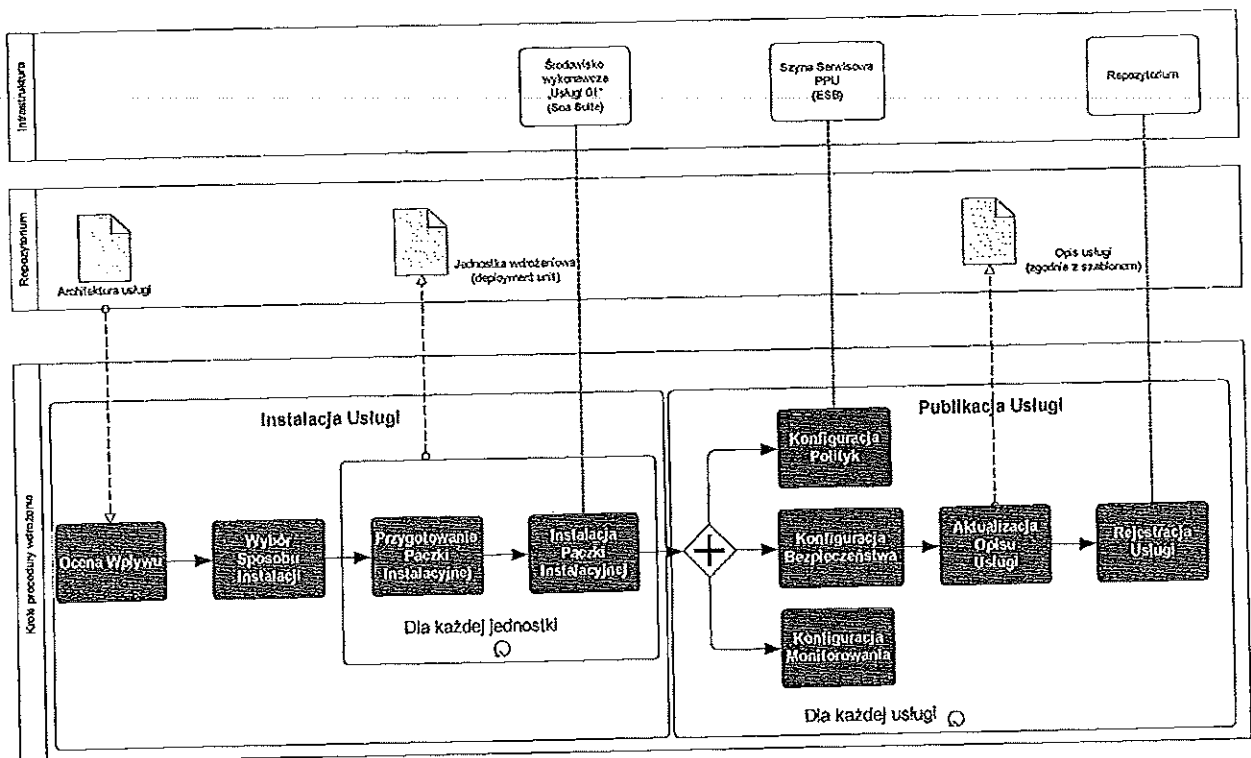 Infrastruktura
Środowisko
wykonawcze
„Usługi GI”
(Soa Suite)
Szyna Serwisowa
PPU
(ESB)
Repozytorium
Repozytorium
Architektura usługi
Jednostka wdrożeniowa
(deployment unit)
Opis usługi
(zgodnie z szablonem)
Kroki procedury wdrożenia
Instalacja Usługi
Ocena Wpływu
Wybór
Sposobu
Instalacji
Przygotowanie
Paczki
Instalacyjnej
Instalacja
Paczki
Instalacyjnej
Dla każdej jednostki
Publikacja Usługi
Konfiguracja
Polityk
Konfiguracja
Bezpieczeństwa
Konfiguracja
Monitorowania
Aktualizacja
Opisu
Usługi
Rejestracja
Usługi
Dla każdej usługi